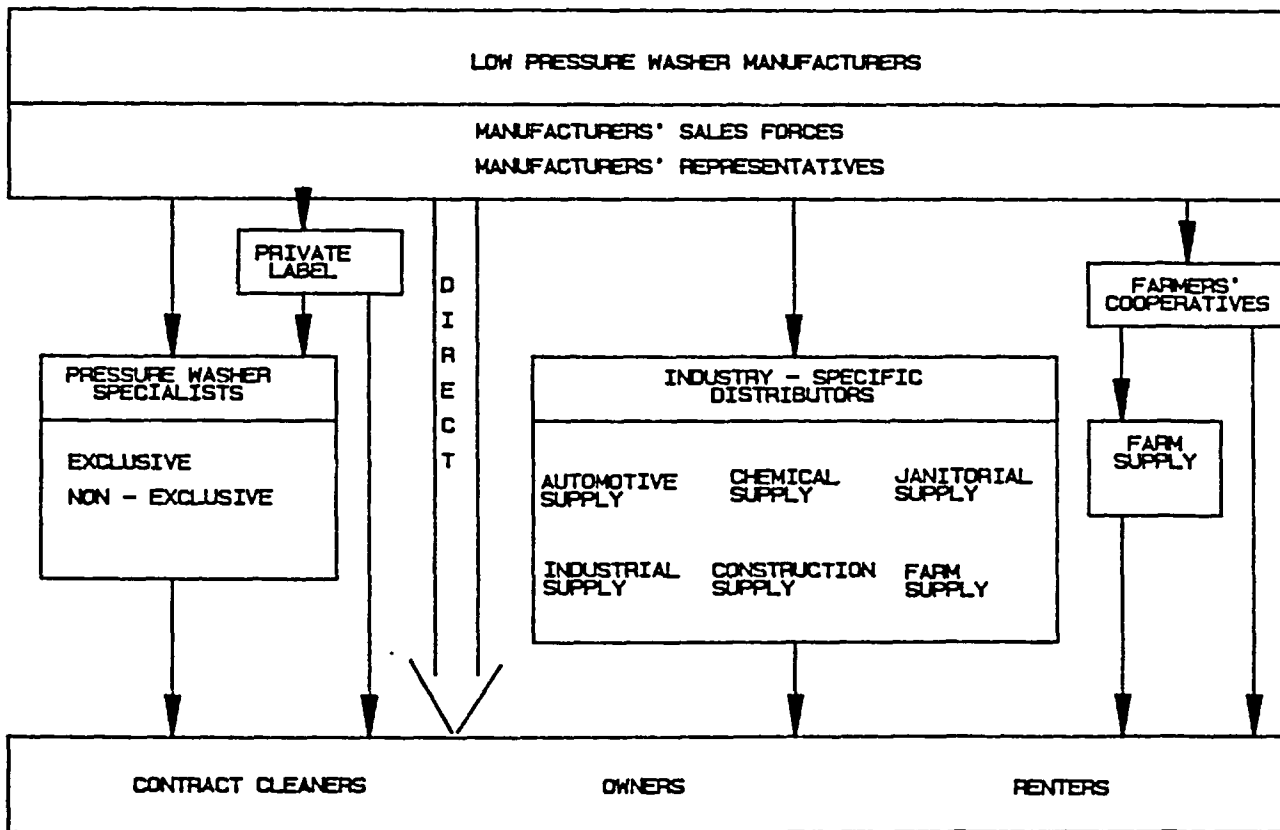 LOW PRESSURE WASHER MANUFACTURERS
MANUFACTURERS' SALES FORCES
MANUFACTURERS' REPRESENTATIVES
PRIVATE
LABEL
DIRECT
FARMERS'
COOPERATIVES
PRESSURE WASHER
SPECIALISTS
EXCLUSIVE
NON - EXCLUSIVE
INDUSTRY - SPECIFIC
DISTRIBUTORS
AUTOMOTIVE
SUPPLY
CHEMICAL
SUPPLY
JANITORIAL
SUPPLY
INDUSTRIAL
SUPPLY
CONSTRUCTION
SUPPLY
FARM
SUPPLY
FARM
SUPPLY
CONTRACT CLEANERS
OWNERS
RENTERS